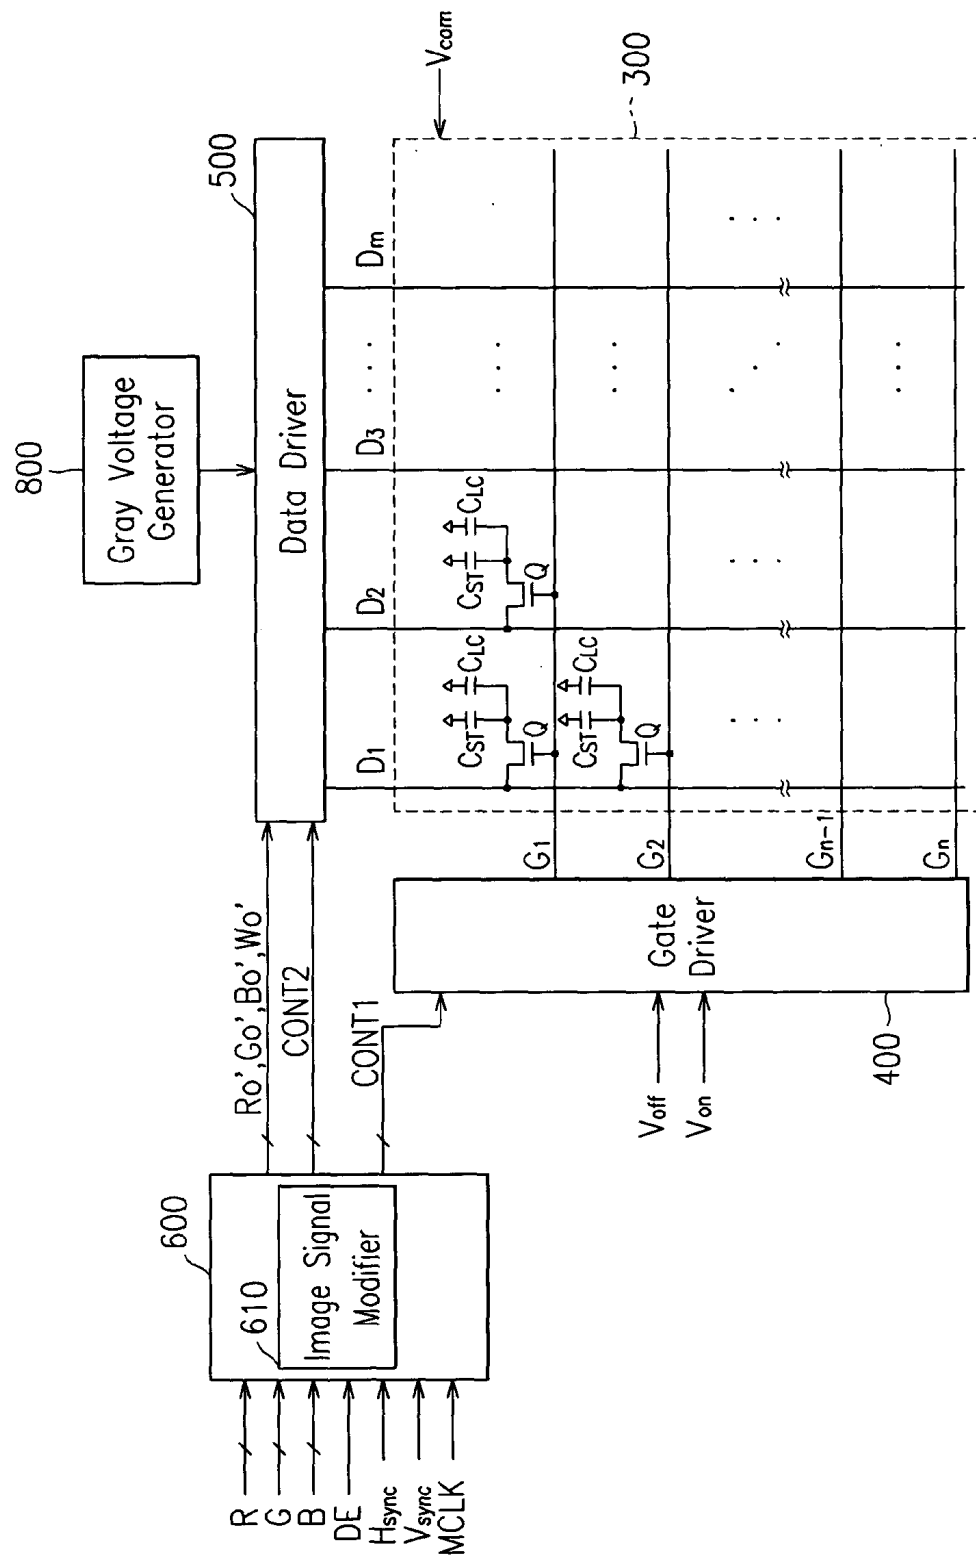 800
Gray Voltage
Generator
500
Data Driver
Ro',Go',Bo',Wo'
CONT2
CONT1
600
610
Image Signal
Modifier
R
G
B
DE
Hsync
Vsync
MCLK
D1
D2
D3
Dm
Vcom
300
CST
CLC
Q
CST
CLC
Q
CST
CLC
Q
G1
G2
Gn-1
Gn
Gate
Driver
400
Voff
Von